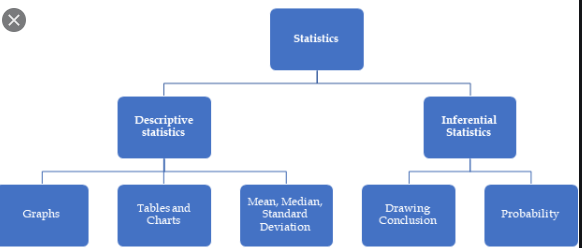 Statistics
Descriptive
statistics
Inferential
Statistics
Graphs
Tables and
Charts
Mean, Median,
Standard
Deviation
Drawing
Conclusion
Probability